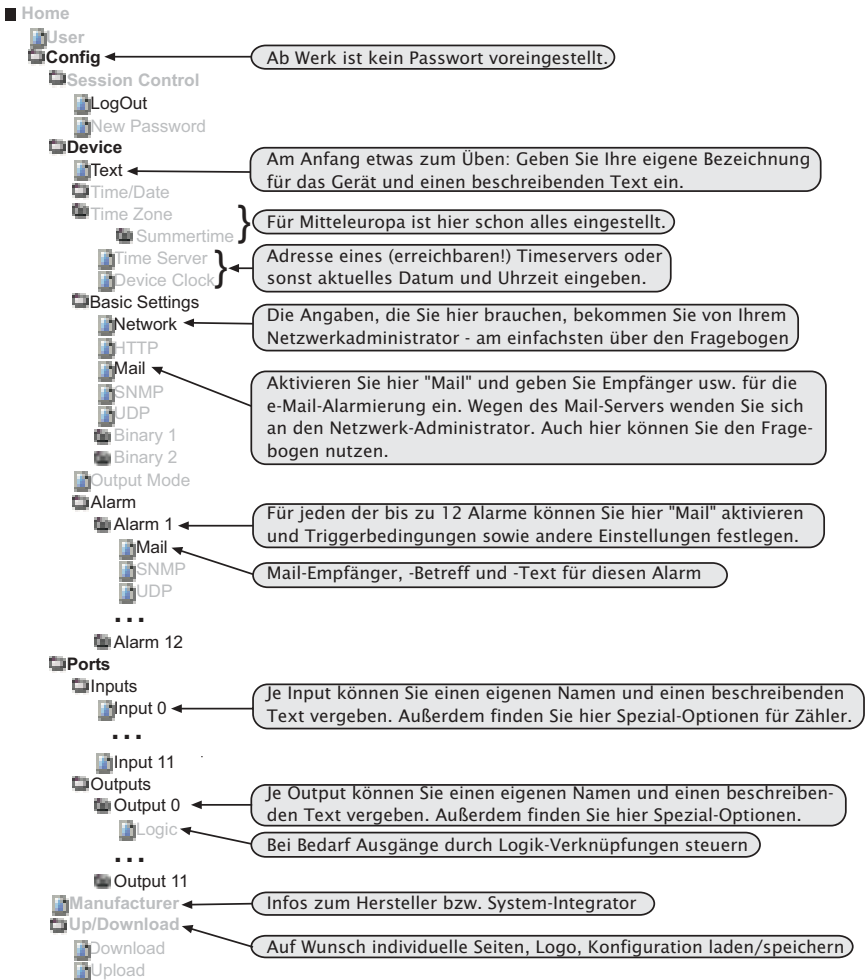 Home
User
Config
Ab Werk ist kein Passwort voreingestellt.
Session Control
LogOut
New Password
Device
Text
Am Anfang etwas zum Üben: Geben Sie Ihre eigene Bezeichnung
für das Gerät und einen beschreibenden Text ein.
Time/Date
Time Zone
Summertime
}
Für Mitteleuropa ist hier schon alles eingestellt.
Time Server
Device Clock
}
Adresse eines (erreichbaren!) Timeservers oder
sonst aktuelles Datum und Uhrzeit eingeben.
Basic Settings
Network
Die Angaben, die Sie hier brauchen, bekommen Sie von Ihrem
Netzwerkadministrator - am einfachsten über den Fragebogen
HTTP
Mail
SNMP
UDP
Aktivieren Sie hier "Mail" und geben Sie Empfänger usw. für die
e-Mail-Alarmierung ein. Wegen des Mail-Servers wenden Sie sich
an den Netzwerk-Administrator. Auch hier können Sie den Frage-
bogen nutzen.
Binary 1
Binary 2
Output Mode
Alarm
Alarm 1
Für jeden der bis zu 12 Alarme können Sie hier "Mail" aktivieren
und Triggerbedingungen sowie andere Einstellungen festlegen.
Mail
Mail-Empfänger, -Betreff und -Text für diesen Alarm
SNMP
UDP
...
Alarm 12
Ports
Inputs
Input 0
Je Input können Sie einen eigenen Namen und einen beschreibenden
Text vergeben. Außerdem finden Sie hier Spezial-Optionen für Zähler.
...
Input 11
Outputs
Output 0
Je Output können Sie einen eigenen Namen und einen beschreiben-
den Text vergeben. Außerdem finden Sie hier Spezial-Optionen.
Logic
Bei Bedarf Ausgänge durch Logik-Verknüpfungen steuern
...
Output 11
Manufacturer
Infos zum Hersteller bzw. System-Integrator
Up/Download
Download
Auf Wunsch individuelle Seiten, Logo, Konfiguration laden/speichern
Upload